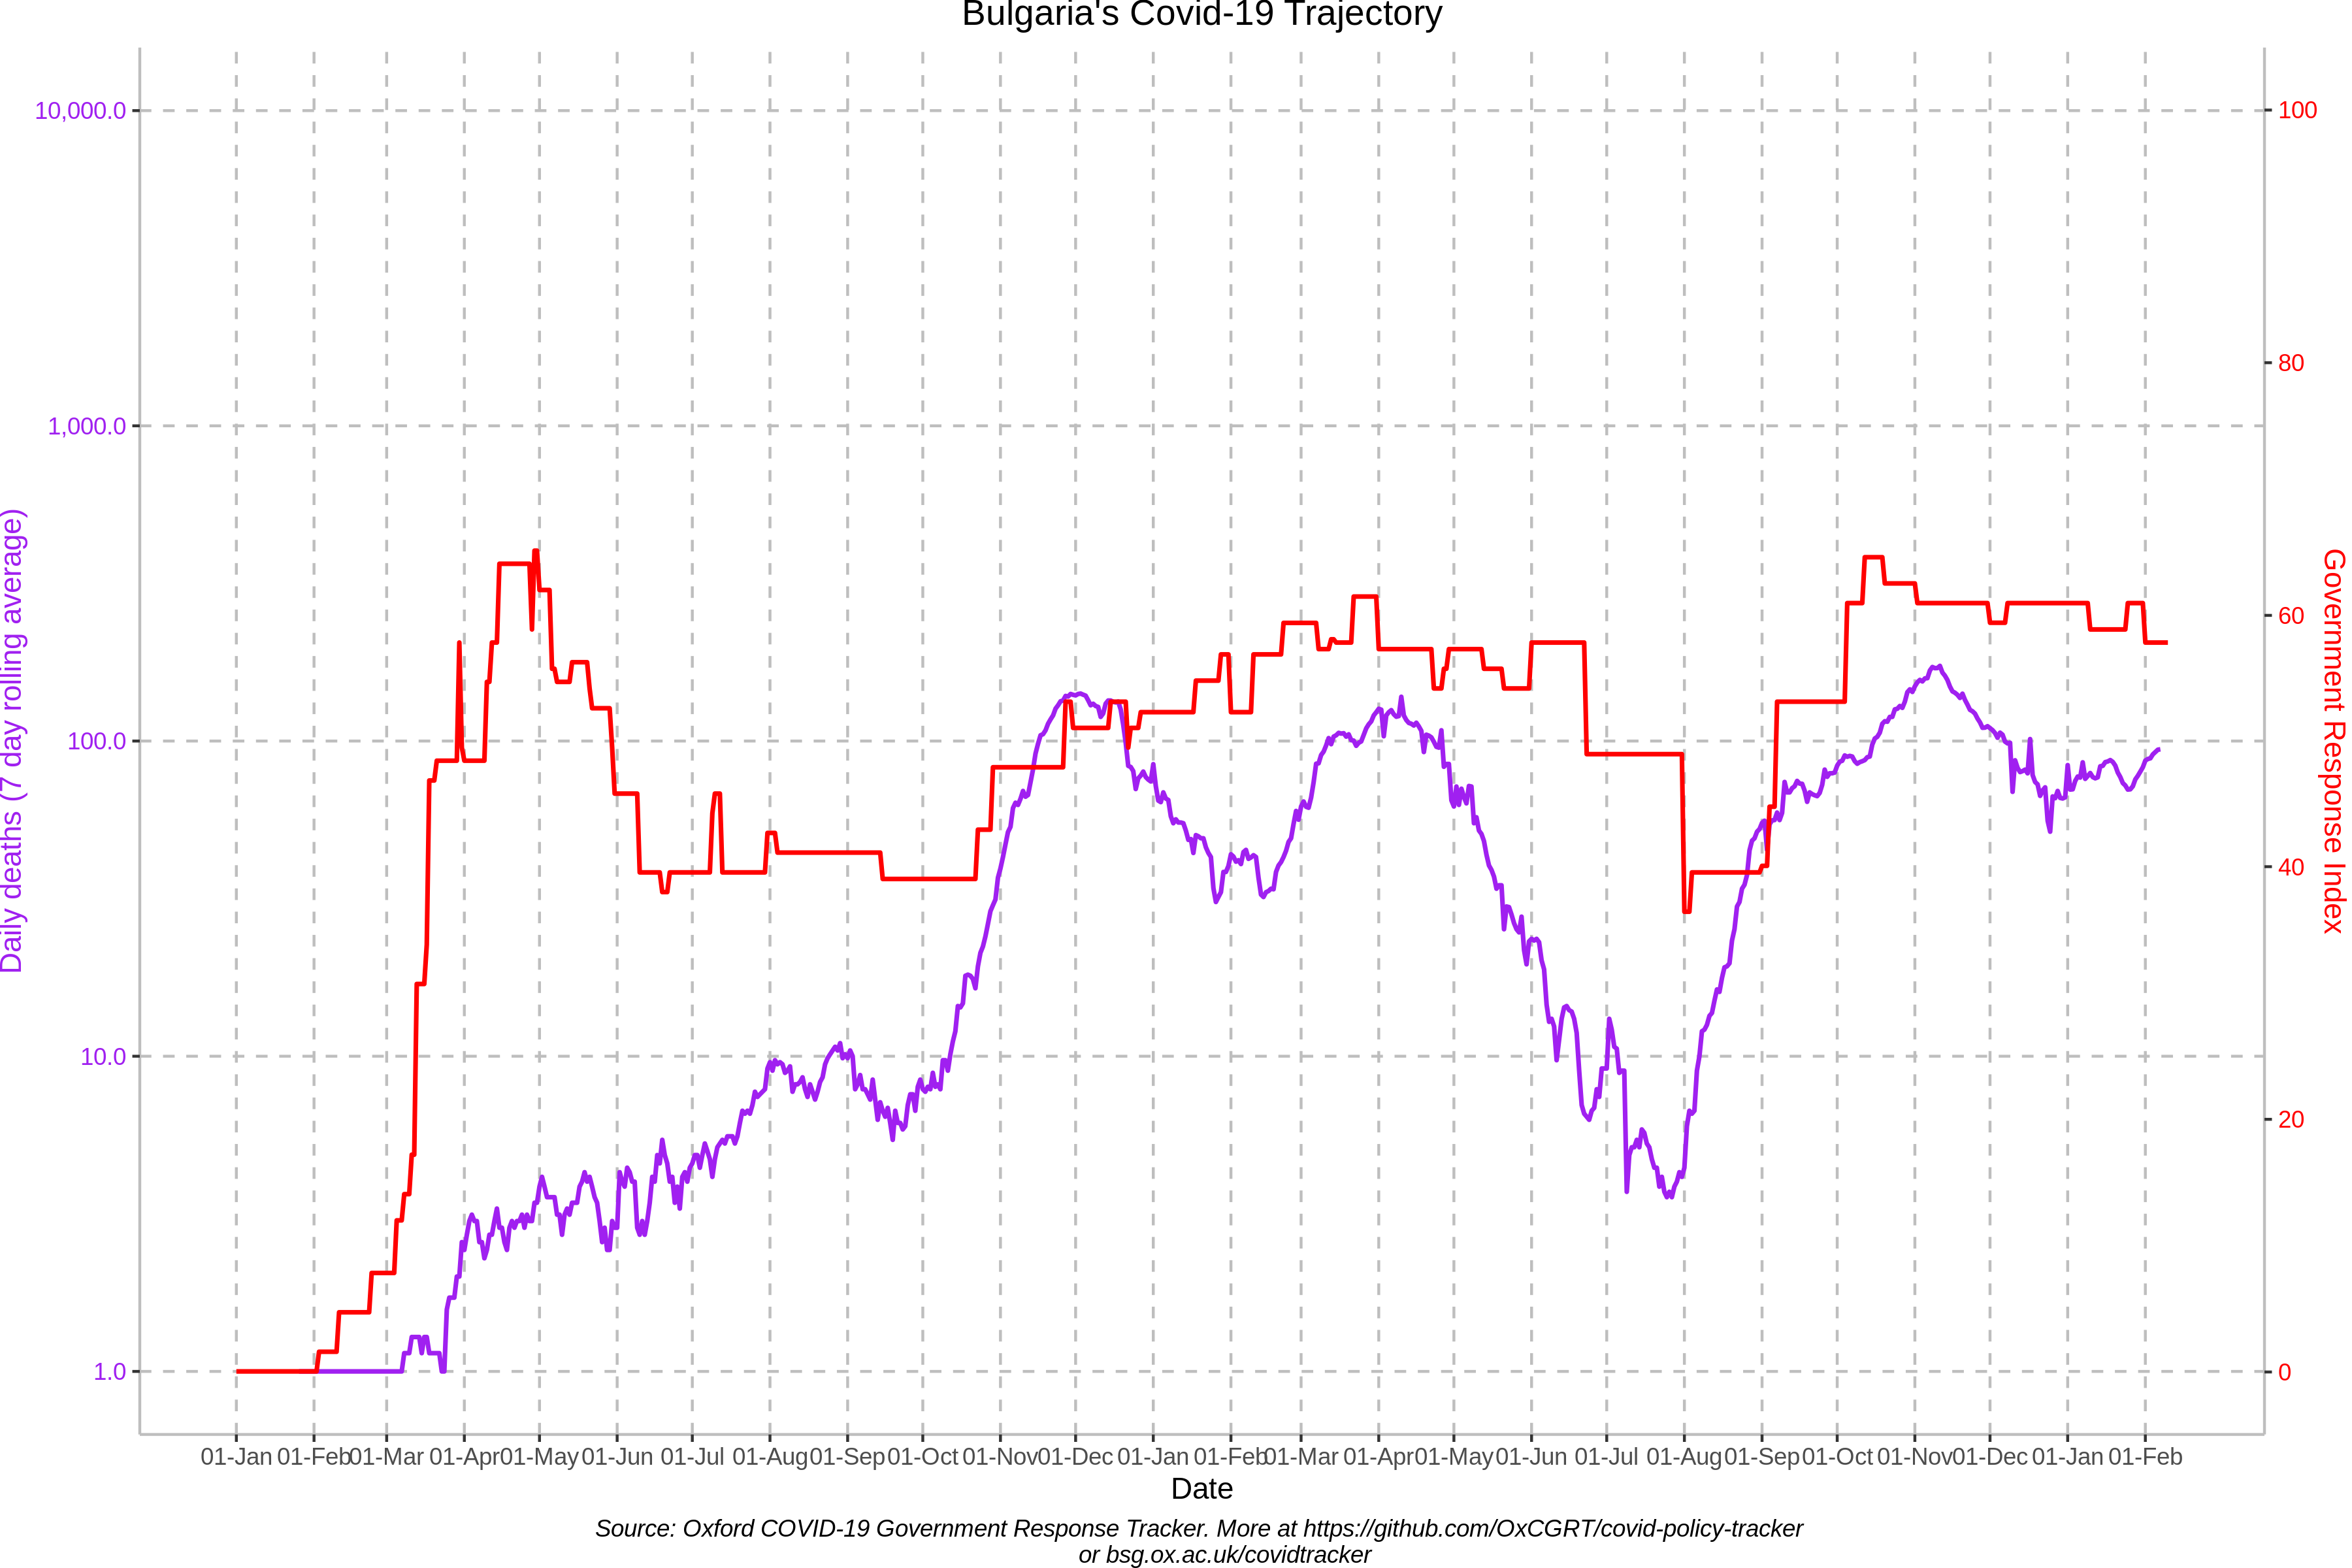 Bulgaria's Covid-19 Trajectory
10,000.0
1,000.0
100.0
10.0
1.0
Daily deaths (7 day rolling average)
100
80
60
40
20
0
Government Response Index
01-Jan 01-Feb 01-Mar 01-Apr 01-May 01-Jun 01-Jul 01-Aug 01-Sep 01-Oct 01-Nov 01-Dec 01-Jan 01-Feb 01-Mar 01-Apr 01-May 01-Jun 01-Jul 01-Aug 01-Sep 01-Oct 01-Nov 01-Dec 01-Jan 01-Feb
Date
Source: Oxford COVID-19 Government Response Tracker. More at https://github.com/OxCGRT/covid-policy-tracker
or bsg.ox.ac.uk/covidtracker